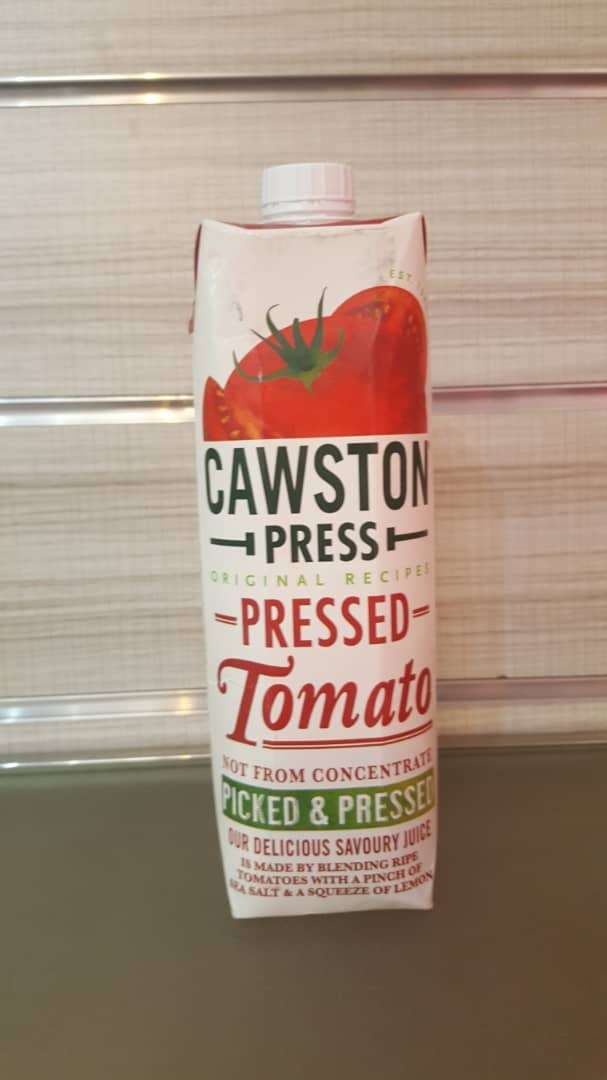 EST.
CAWSTON
PRESS
ORIGINAL RECIPES
PRESSED
Tomato
NOT FROM CONCENTRATE
PICKED & PRESSED
OUR DELICIOUS SAVOURY JUICE
IS MADE BY BLENDING RIPE
TOMATOES WITH A PINCH OF
SEA SALT & A SQUEEZE OF LEMON